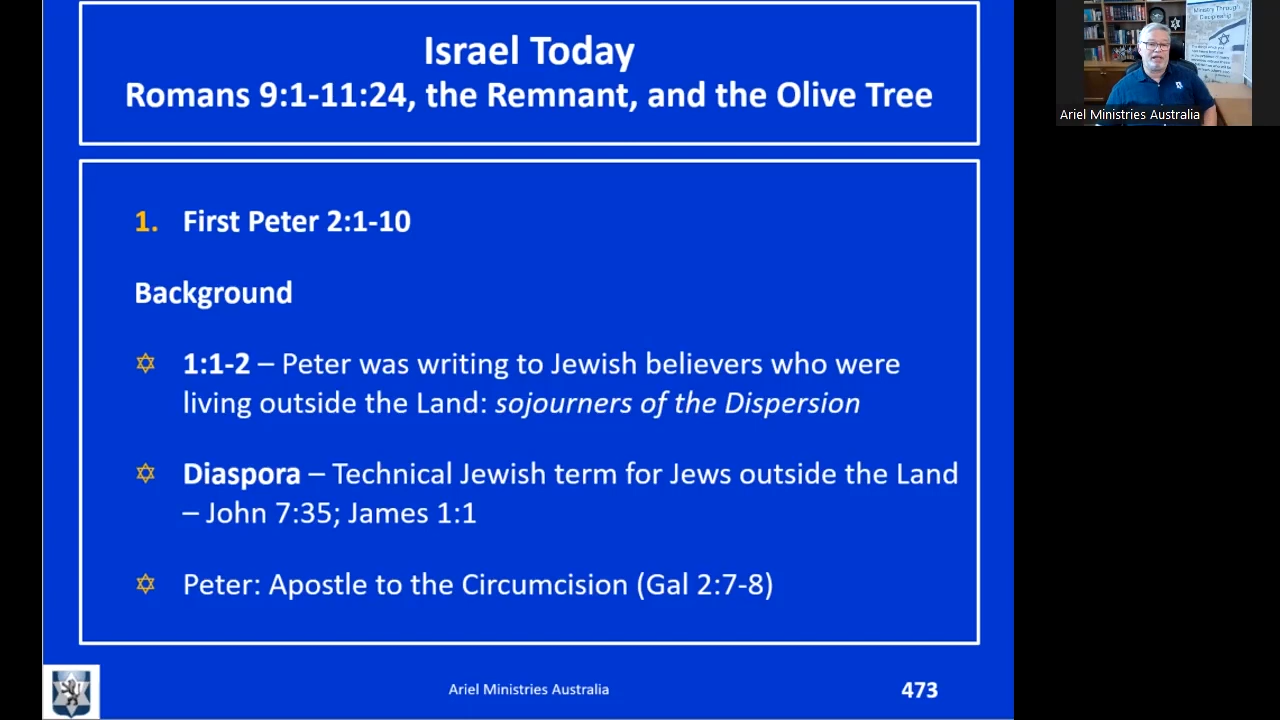 Israel Today
Romans 9:1-11:24, the Remnant, and the Olive Tree
1. First Peter 2:1-10
Background
1:1-2 – Peter was writing to Jewish believers who were
living outside the Land: sojourners of the Dispersion
Diaspora – Technical Jewish term for Jews outside the Land
– John 7:35; James 1:1
Peter: Apostle to the Circumcision (Gal 2:7-8)
Ariel Ministries Australia
473
Ministry Through
Discipleship
Ariel Ministries Australia